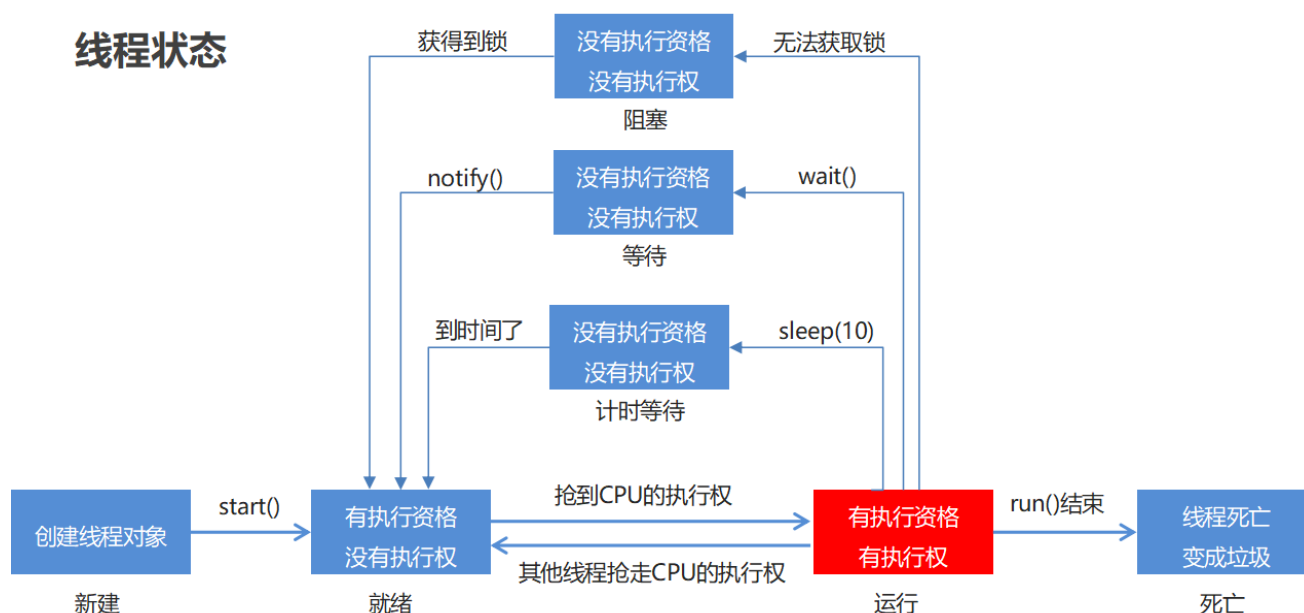 线程状态
获得到锁
没有执行资格
没有执行权
无法获取锁
阻塞
notify()
没有执行资格
没有执行权
wait()
等待
到时间了
没有执行资格
没有执行权
sleep(10)
计时等待
创建线程对象
新建
start()
有执行资格
没有执行权
就绪
抢到CPU的执行权
其他线程抢走CPU的执行权
有执行资格
有执行权
运行
run()结束
线程死亡
变成垃圾
死亡